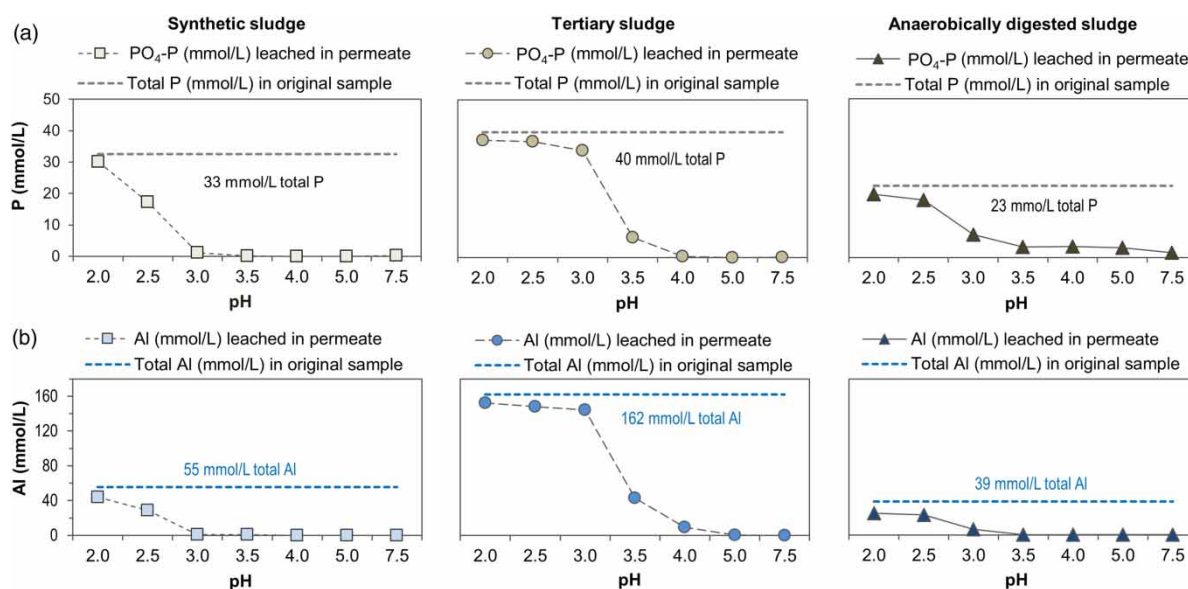 Synthetic sludge
Tertiary sludge
Anaerobically digested sludge
(a)
PO₄-P (mmol/L) leached in permeate
Total P (mmol/L) in original sample
PO₄-P (mmol/L) leached in permeate
Total P (mmol/L) in original sample
PO₄-P (mmol/L) leached in permeate
Total P (mmol/L) in original sample
P (mmol/L)
50
40
30
20
10
0
33 mmol/L total P
40 mmol/L total P
23 mmol/L total P
2.0 2.5 3.0 3.5 4.0 5.0 7.5
pH
2.0 2.5 3.0 3.5 4.0 5.0 7.5
pH
2.0 2.5 3.0 3.5 4.0 5.0 7.5
pH
(b)
Al (mmol/L) leached in permeate
Total Al (mmol/L) in original sample
Al (mmol/L) leached in permeate
Total Al (mmol/L) in original sample
Al (mmol/L) leached in permeate
Total Al (mmol/L) in original sample
Al (mmol/L)
160
120
80
40
0
55 mmol/L total Al
162 mmol/L total Al
39 mmol/L total Al
2.0 2.5 3.0 3.5 4.0 5.0 7.5
pH
2.0 2.5 3.0 3.5 4.0 5.0 7.5
pH
2.0 2.5 3.0 3.5 4.0 5.0 7.5
pH